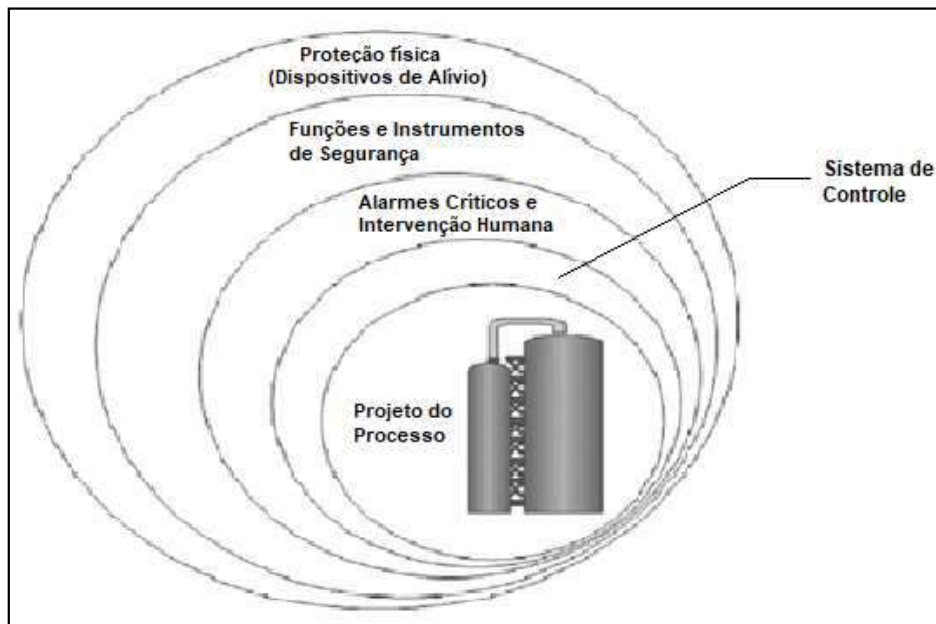 Proteção física
(Dispositivos de Alívio)
Funções e Instrumentos
de Segurança
Alarmes Críticos e
Intervenção Humana
Sistema de
Controle
Projeto do
Processo